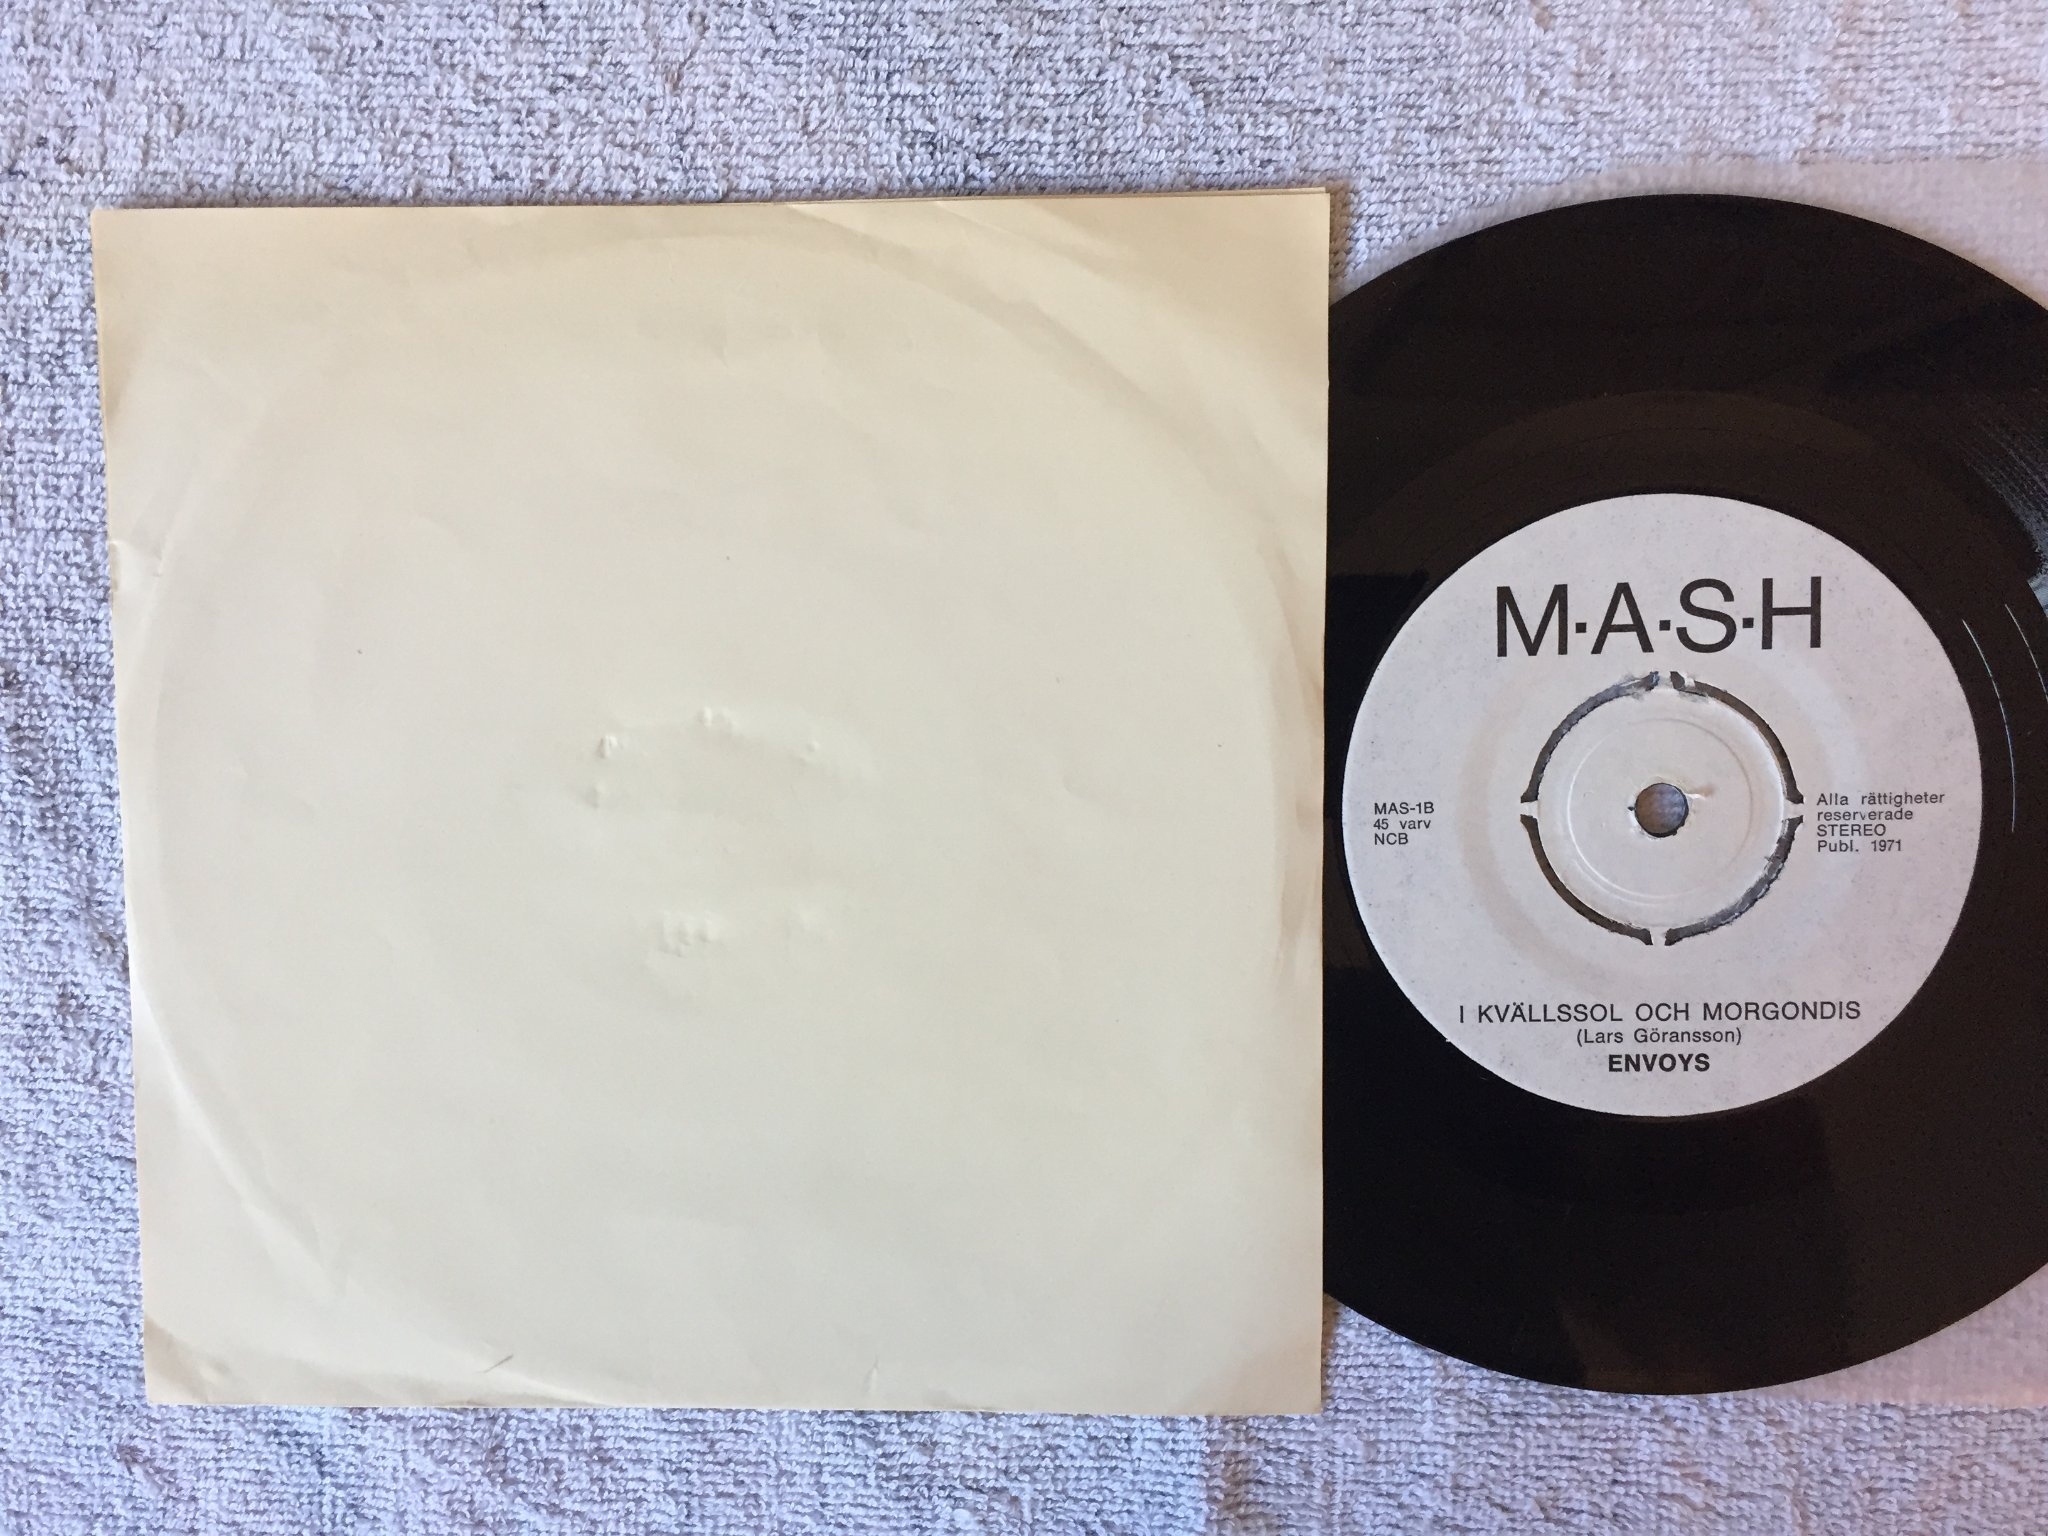 M·A·S·H
MAS-1B
45 varv
NCB
Alla rättigheter
reserverade
STEREO
Publ. 1971
I KVÄLLSSOL OCH MORGONDIS
(Lars Göransson)
ENVOYS